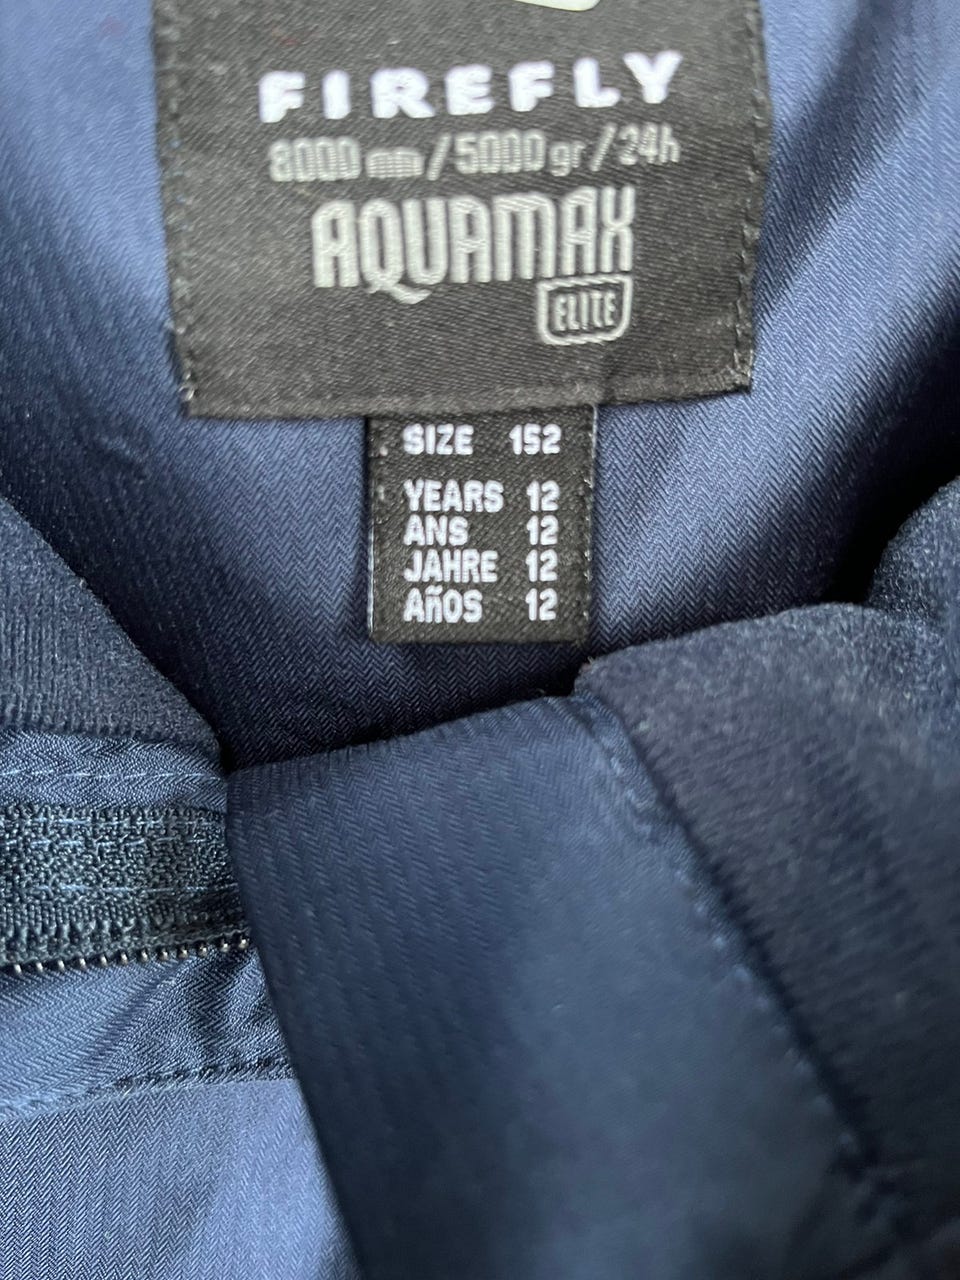 FIREFLY
8000 mm / 5000 gr / 24h
AQUAMAX
ELITE
SIZE 152
YEARS 12
ANS 12
JAHRE 12
AñOS 12